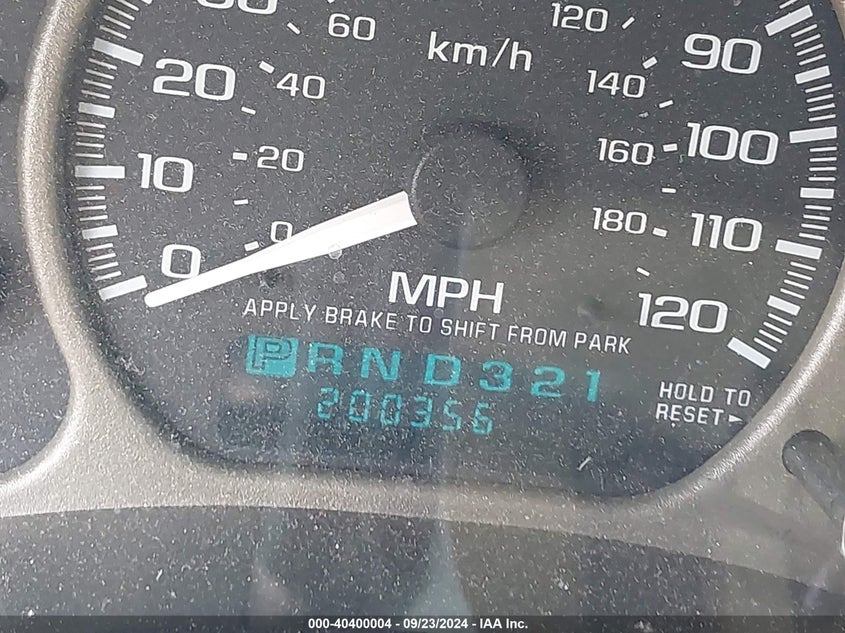 60
120
km/h
90
20
40
140
160
100
10
20
180
110
0
0
MPH
120
APPLY BRAKE TO SHIFT FROM PARK
P R N D 3 2 1
200356
HOLD TO
RESET
000-40400004 - 09/23/2024 - IAA Inc.